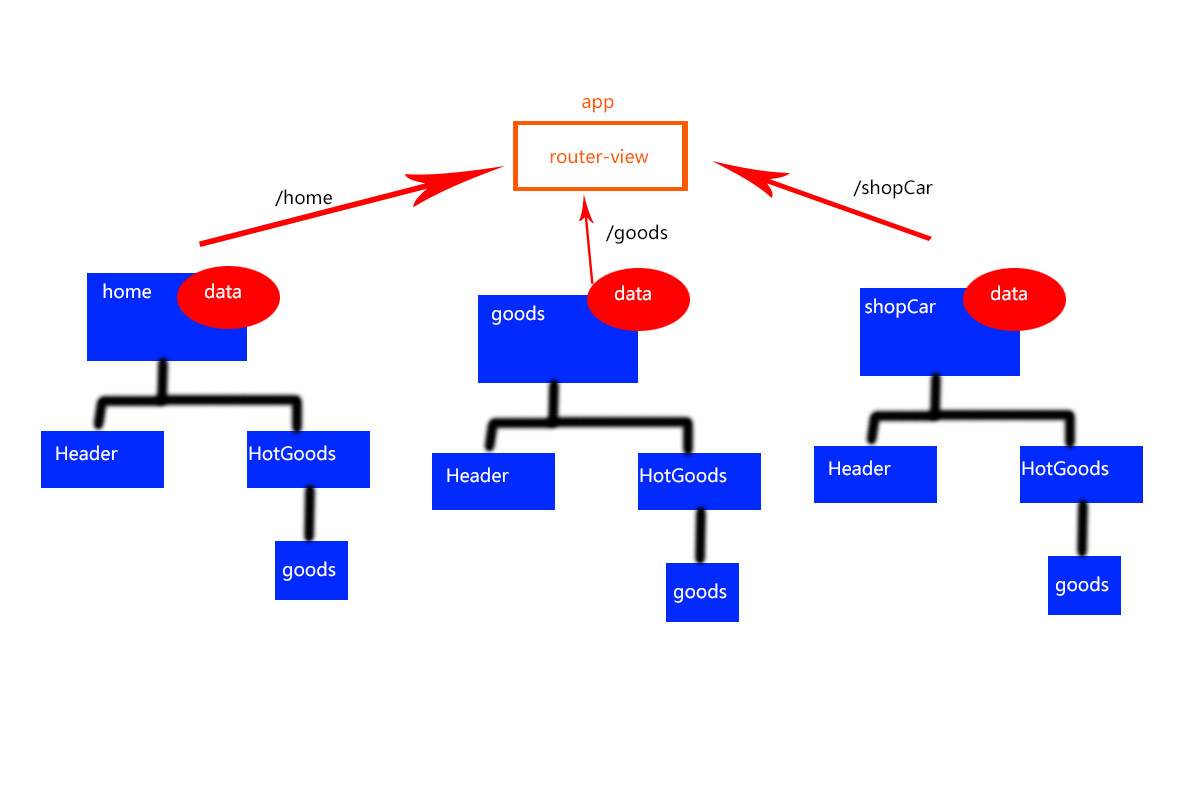 app
router-view
/home
/goods
/shopCar
home
data
goods
data
shopCar
data
Header
HotGoods
goods
Header
HotGoods
goods
Header
HotGoods
goods